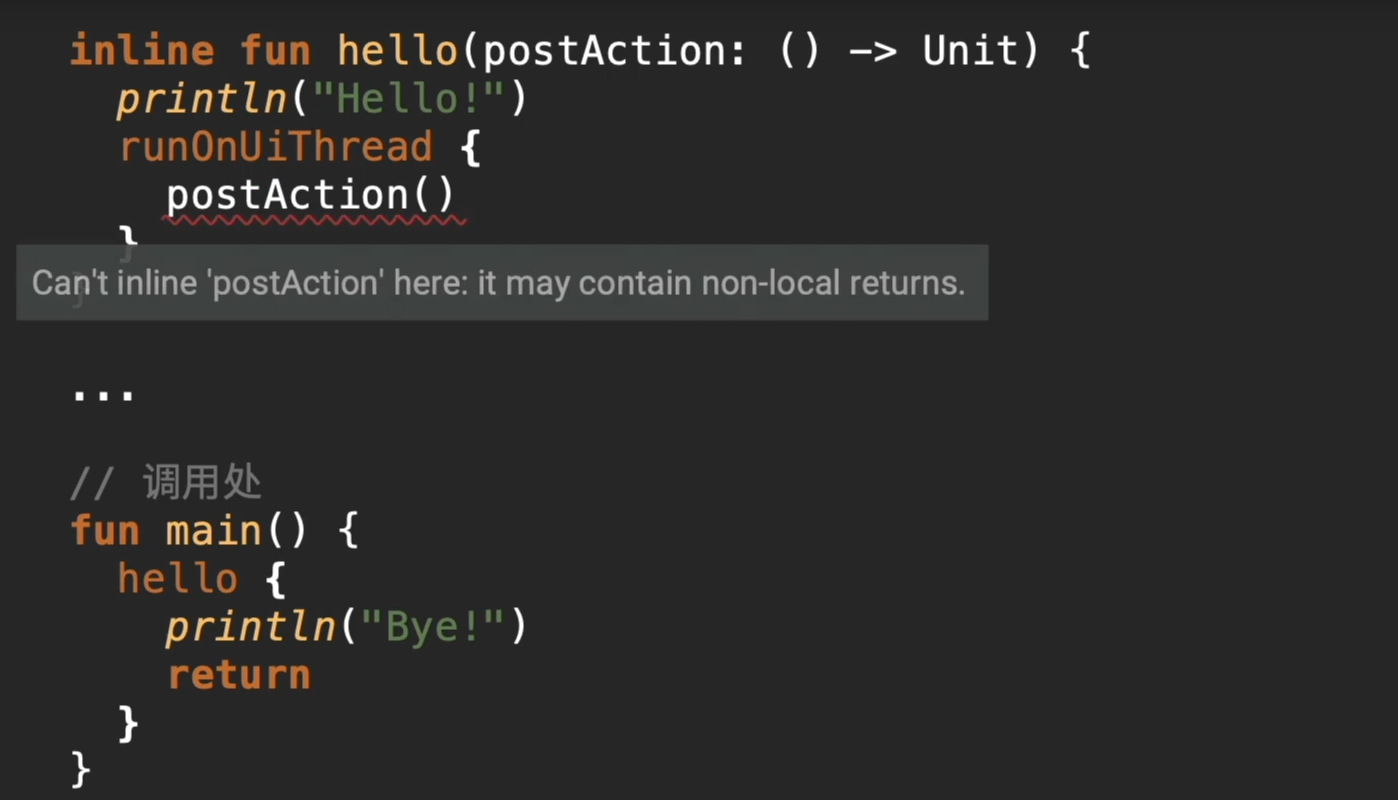 inline fun hello(postAction: () -> Unit) {
println("Hello!")
runOnUiThread {
postAction()
}
Can't inline 'postAction' here: it may contain non-local returns.
}
...
// 调用处
fun main() {
hello {
println("Bye!")
return
}
}